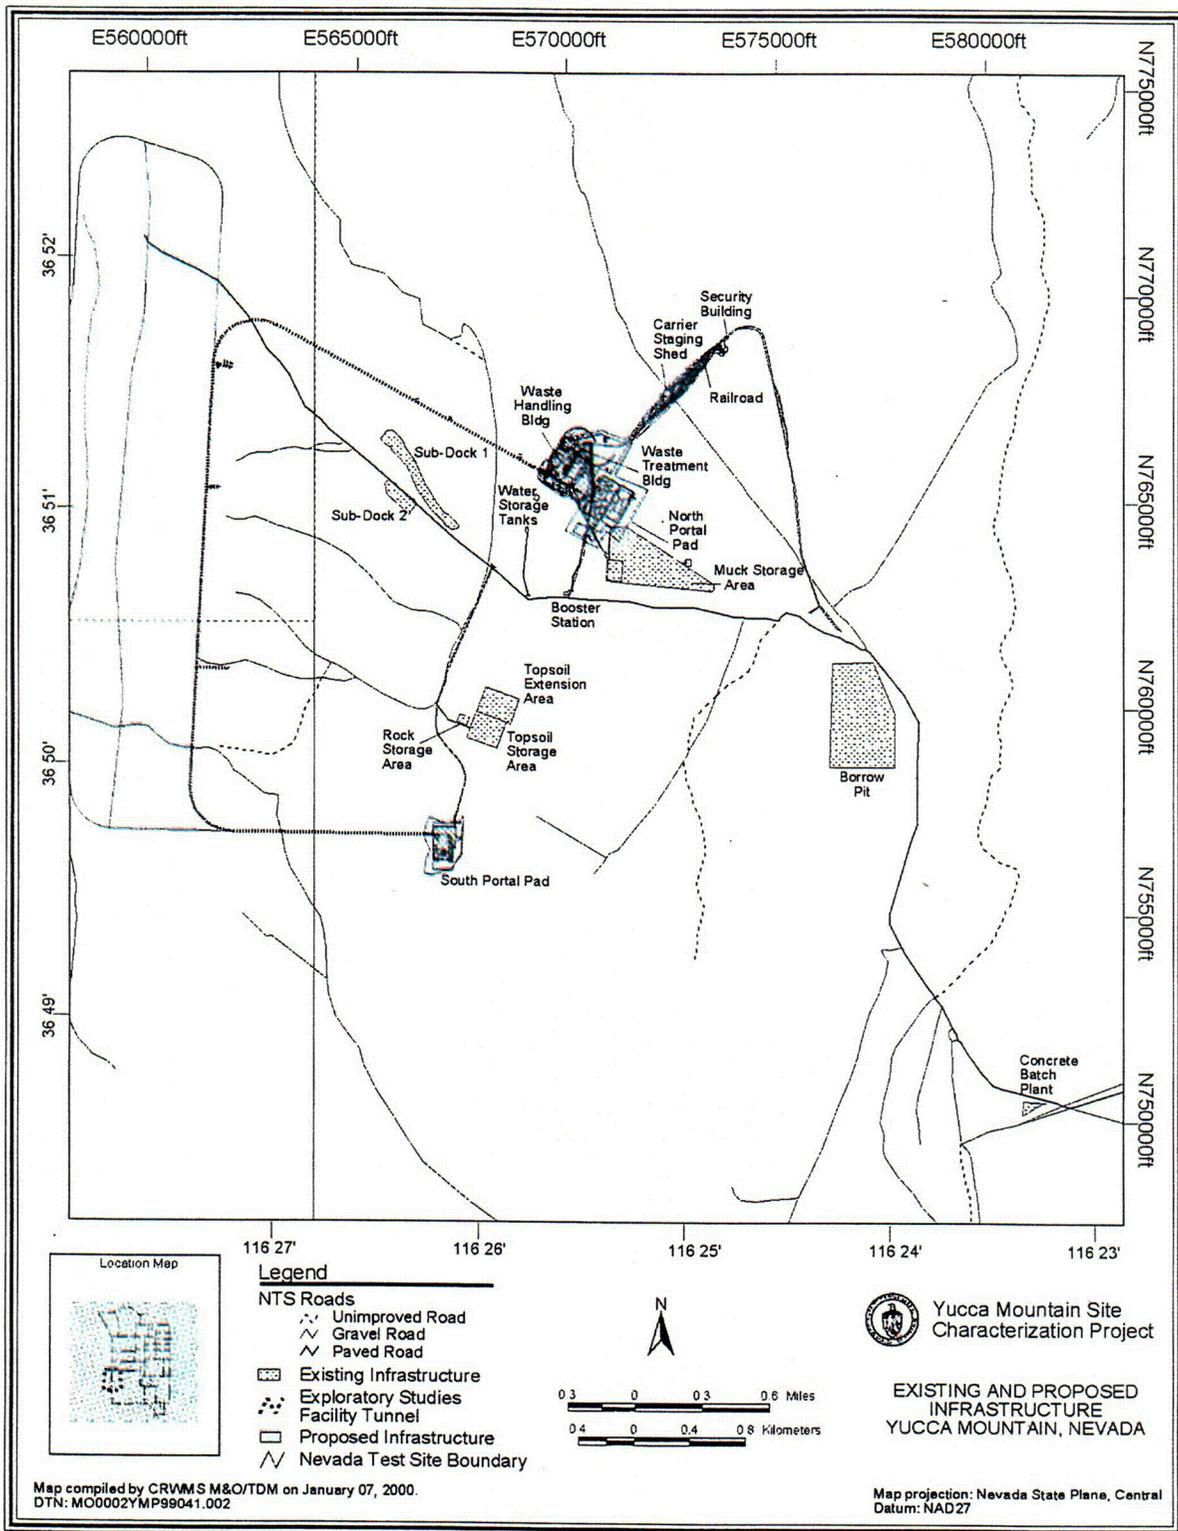 E560000ft E565000ft E570000ft E575000ft E580000ft
N775000ft
N770000ft
N765000ft
N760000ft
N755000ft
N750000ft
36 52'
36 51'
36 50'
36 49'
Security
Building
Carrier
Staging
Shed
Railroad
Waste
Handling
Bldg
Sub-Dock 1
Waste
Treatment
Bldg
Water
Storage
Tanks
Sub-Dock 2
North
Portal
Pad
Muck Storage
Area
Booster
Station
Topsoil
Extension
Area
Rock
Storage
Area
Topsoil
Storage
Area
Borrow
Pit
South Portal Pad
Concrete
Batch
Plant
116 27' 116 26' 116 25' 116 24' 116 23'
Location Map
Legend
NTS Roads
Unimproved Road
Gravel Road
Paved Road
Existing Infrastructure
Exploratory Studies
Facility Tunnel
Proposed Infrastructure
Nevada Test Site Boundary
N
0.3 0 0.3 0.6 Miles
0.4 0 0.4 0.8 Kilometers
Yucca Mountain Site
Characterization Project
EXISTING AND PROPOSED
INFRASTRUCTURE
YUCCA MOUNTAIN, NEVADA
Map compiled by CRWMS M&O/TDM on January 07, 2000.
DTN: MO0002YMP99041.002
Map projection: Nevada State Plane, Central
Datum: NAD27